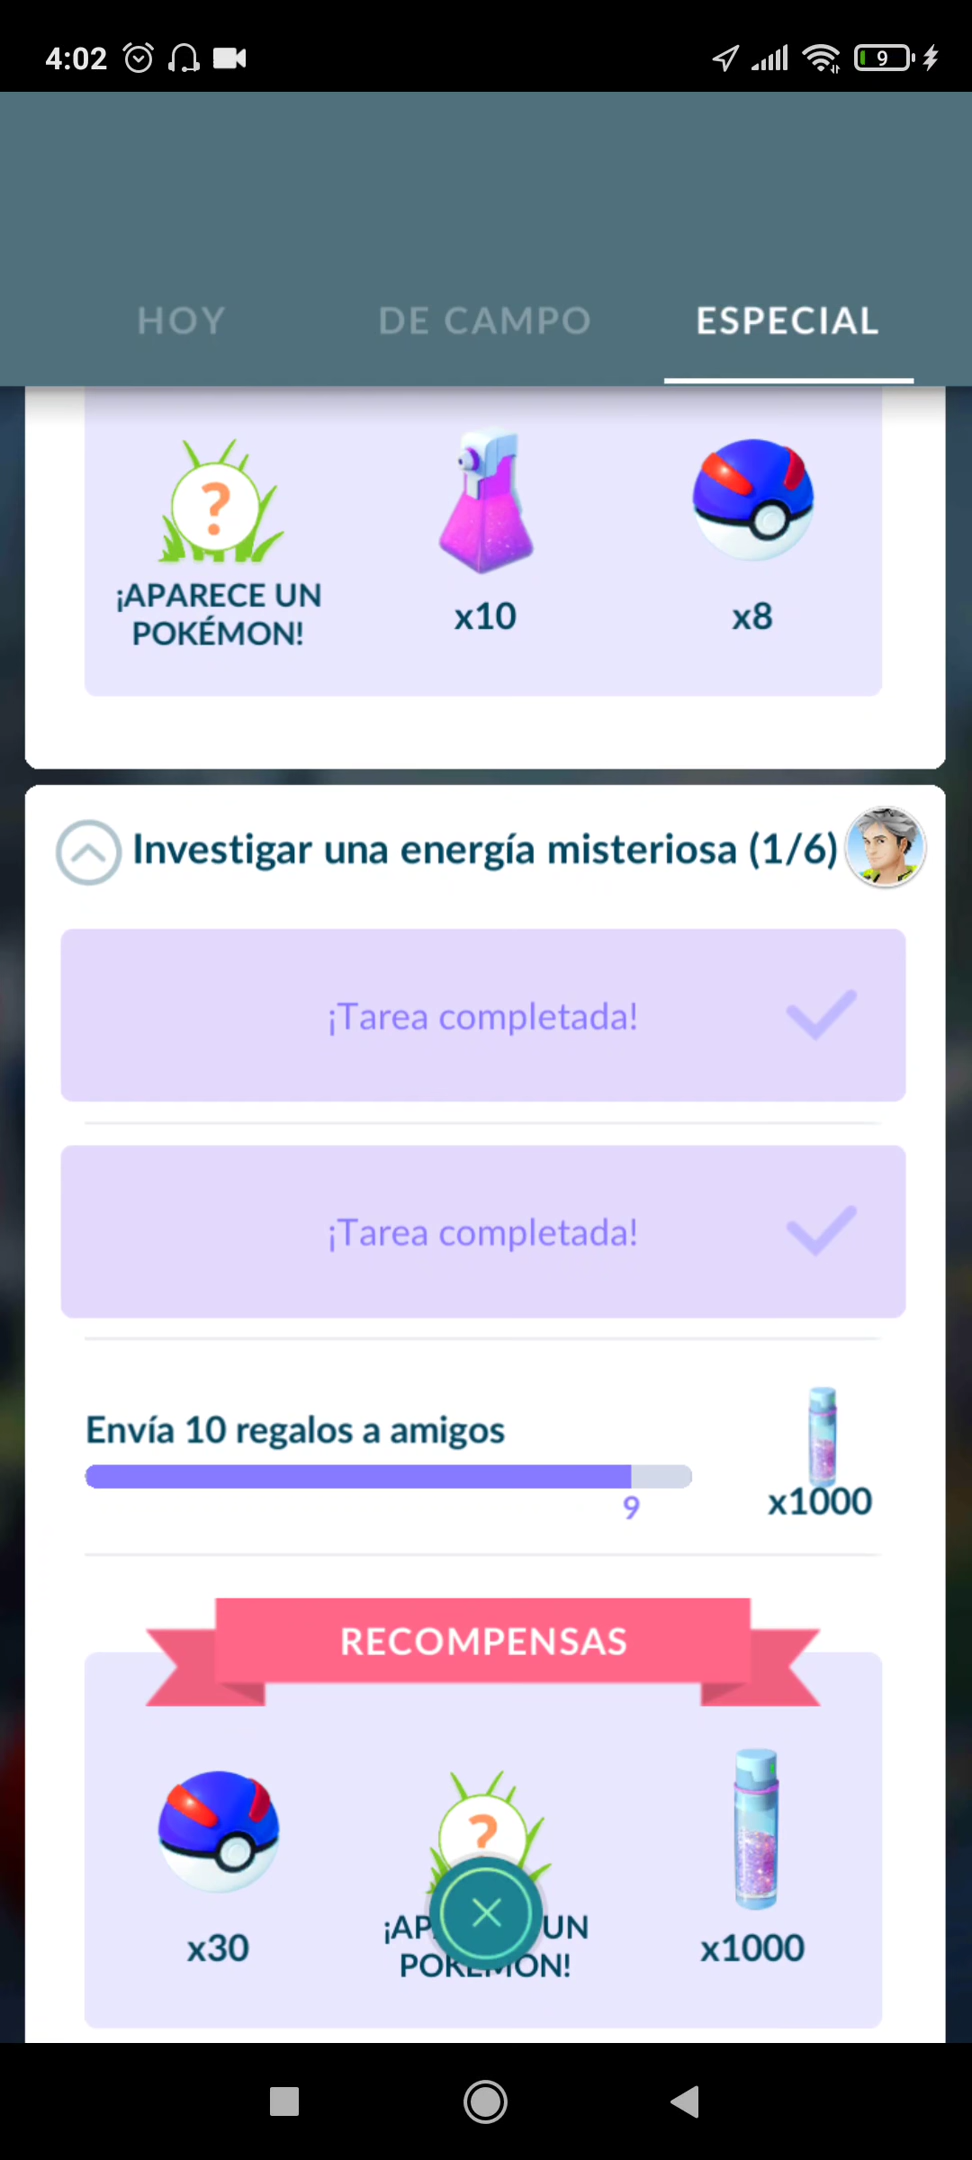 4:02
9
HOY
DE CAMPO
ESPECIAL
¡APARECE UN
POKÉMON!
x10
x8
Investigar una energía misteriosa (1/6)
¡Tarea completada!
¡Tarea completada!
Envía 10 regalos a amigos
9
x1000
RECOMPENSAS
x30
UN
POKÉMON!
x1000